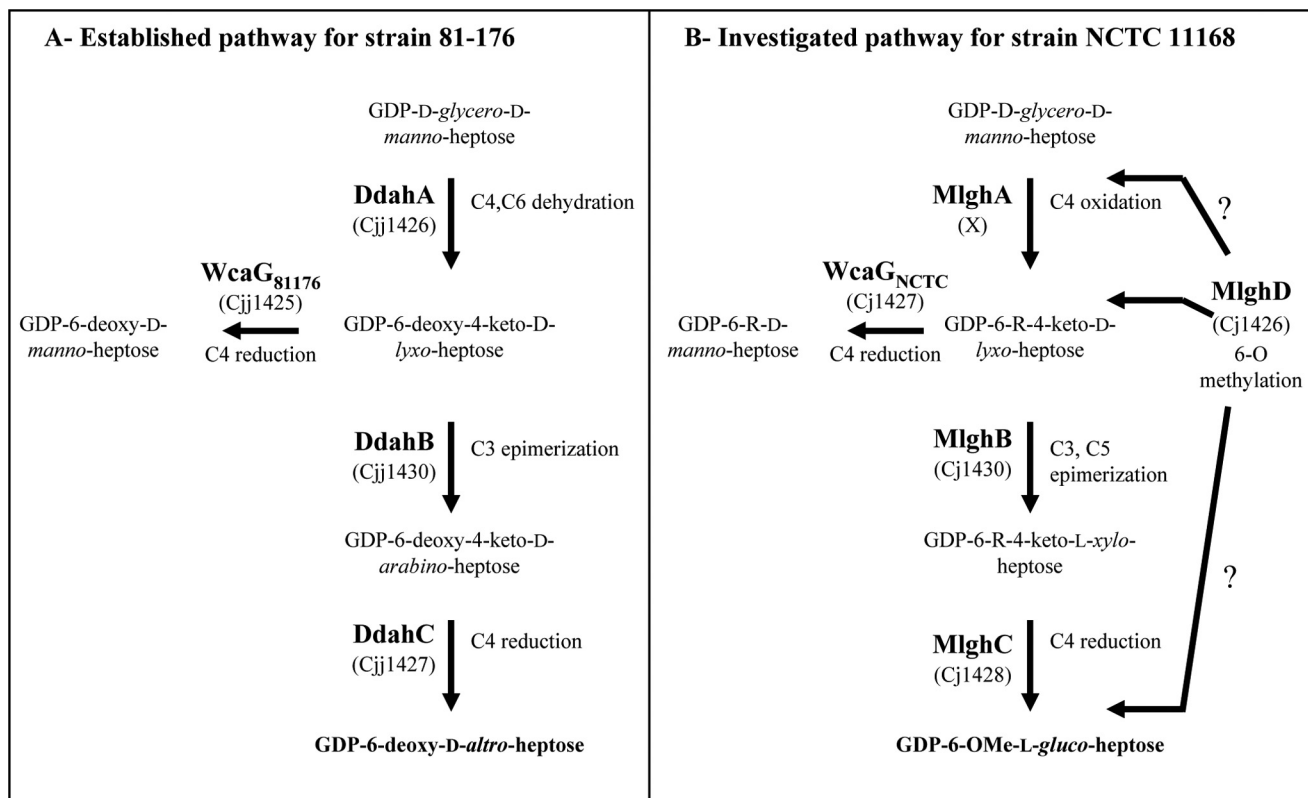 A- Established pathway for strain 81-176
GDP-D-glycero-D-
manno-heptose
DdahA
(Cjj1426)
C4,C6 dehydration
WcaG81176
(Cjj1425)
GDP-6-deoxy-D-
manno-heptose
C4 reduction
GDP-6-deoxy-4-keto-D-
lyxo-heptose
DdahB
(Cjj1430)
C3 epimerization
GDP-6-deoxy-4-keto-D-
arabino-heptose
DdahC
(Cjj1427)
C4 reduction
GDP-6-deoxy-D-altro-heptose
B- Investigated pathway for strain NCTC 11168
GDP-D-glycero-D-
manno-heptose
MlghA
(X)
C4 oxidation
?
WcaGNCTC
(Cj1427)
MlghD
(Cj1426)
6-O
methylation
GDP-6-R-D-
manno-heptose
C4 reduction
GDP-6-R-4-keto-D-
lyxo-heptose
MlghB
(Cj1430)
C3, C5
epimerization
GDP-6-R-4-keto-L-xylo-
heptose
?
MlghC
(Cj1428)
C4 reduction
GDP-6-OMe-L-gluco-heptose